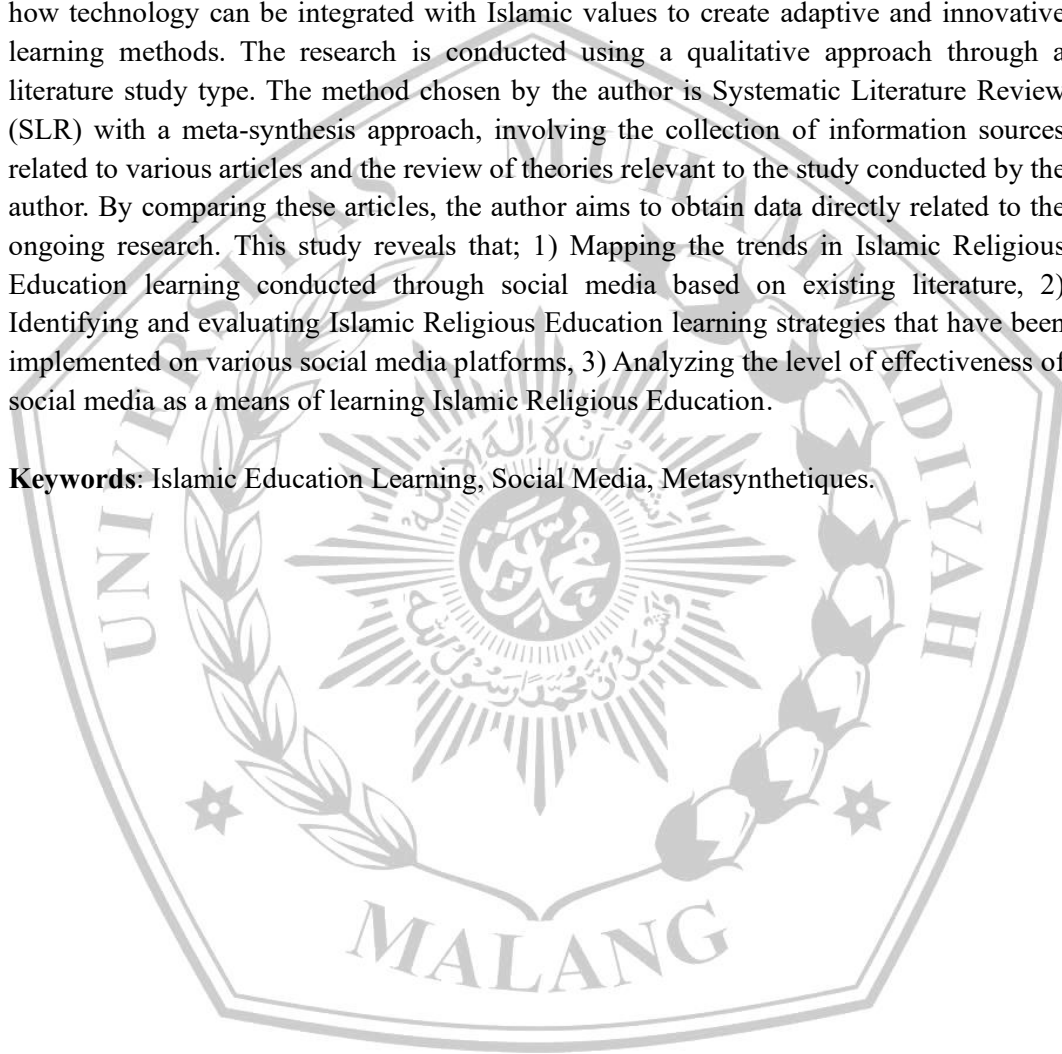 how technology can be integrated with Islamic values to create adaptive and innovative
learning methods. The research is conducted using a qualitative approach through a
literature study type. The method chosen by the author is Systematic Literature Review
(SLR) with a meta-synthesis approach, involving the collection of information sources
related to various articles and the review of theories relevant to the study conducted by the
author. By comparing these articles, the author aims to obtain data directly related to the
ongoing research. This study reveals that; 1) Mapping the trends in Islamic Religious
Education learning conducted through social media based on existing literature, 2)
Identifying and evaluating Islamic Religious Education learning strategies that have been
implemented on various social media platforms, 3) Analyzing the level of effectiveness of
social media as a means of learning Islamic Religious Education.
Keywords: Islamic Education Learning, Social Media, Metasynthetiques.
UNIVERSITAS MUHAMMADIYAH
MALANG